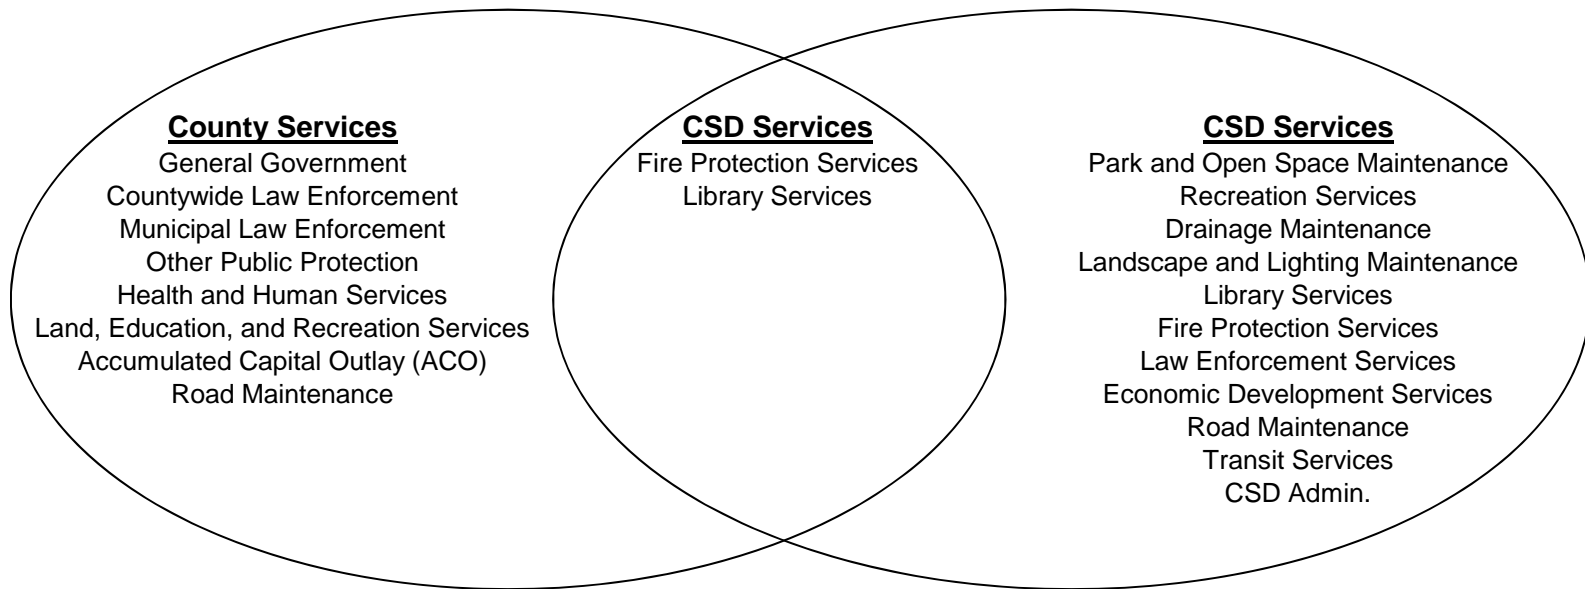 County Services
General Government
Countywide Law Enforcement
Municipal Law Enforcement
Other Public Protection
Health and Human Services
Land, Education, and Recreation Services
Accumulated Capital Outlay (ACO)
Road Maintenance
CSD Services
Fire Protection Services
Library Services
CSD Services
Park and Open Space Maintenance
Recreation Services
Drainage Maintenance
Landscape and Lighting Maintenance
Library Services
Fire Protection Services
Law Enforcement Services
Economic Development Services
Road Maintenance
Transit Services
CSD Admin.